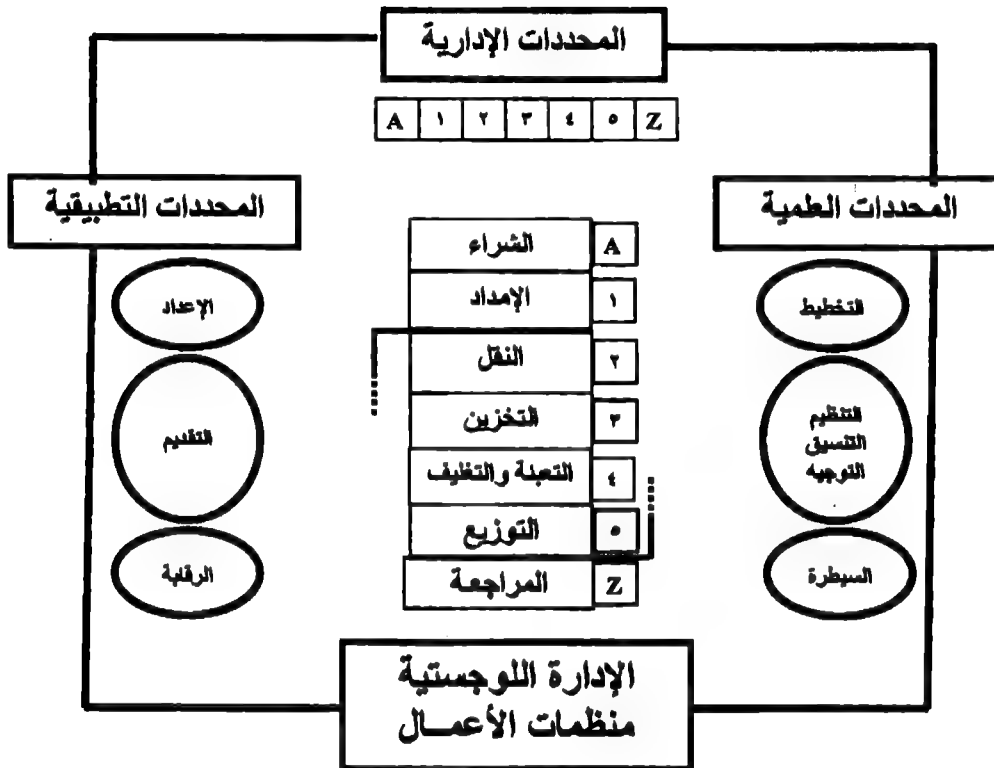 المحددات الإدارية
A ١ ٢ ٣ ٤ ٥ Z
المحددات العلمية
المحددات التطبيقية
A الشراء
١ الإمداد
٢ النقل
٣ التخزين
٤ التعبئة والتغليف
٥ التوزيع
Z المراجعة
التخطيط
التنظيم
التنسيق
التوجيه
السيطرة
الإعداد
التقديم
الرقابة
الإدارة اللوجستية
منظمات الأعمــال